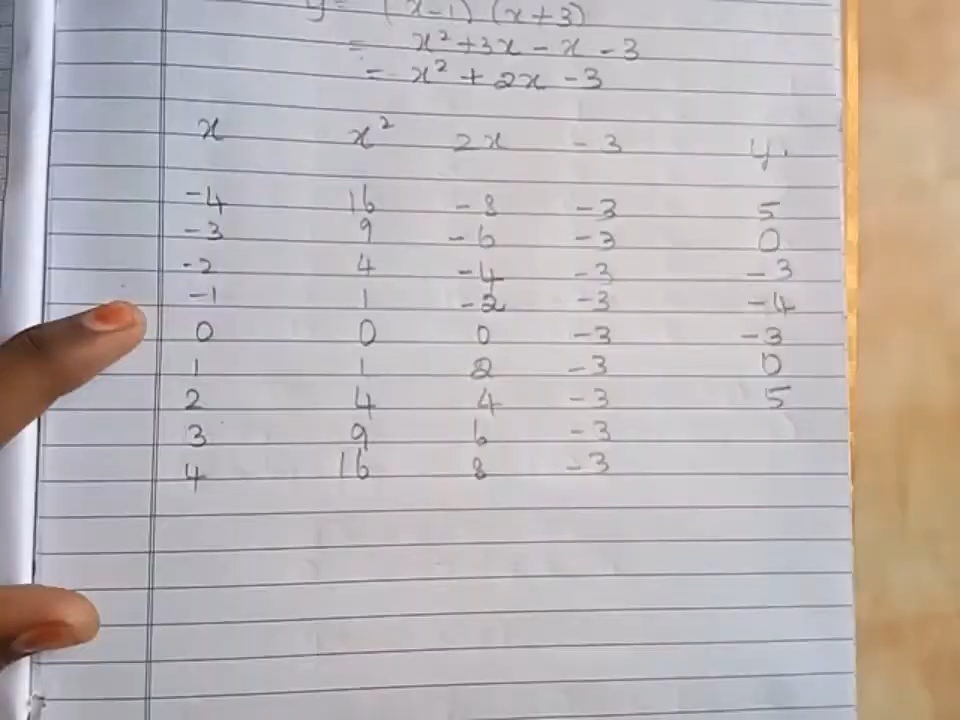 y = (x-1) (x+3)
= x² + 3x - x - 3
= x² + 2x - 3
x x² 2x -3 y.
-4 16 -8 -3 5
-3 9 -6 -3 0
-2 4 -4 -3 -3
-1 1 -2 -3 -4
0 0 0 -3 -3
1 1 2 -3 0
2 4 4 -3 5
3 9 6 -3
4 16 8 -3